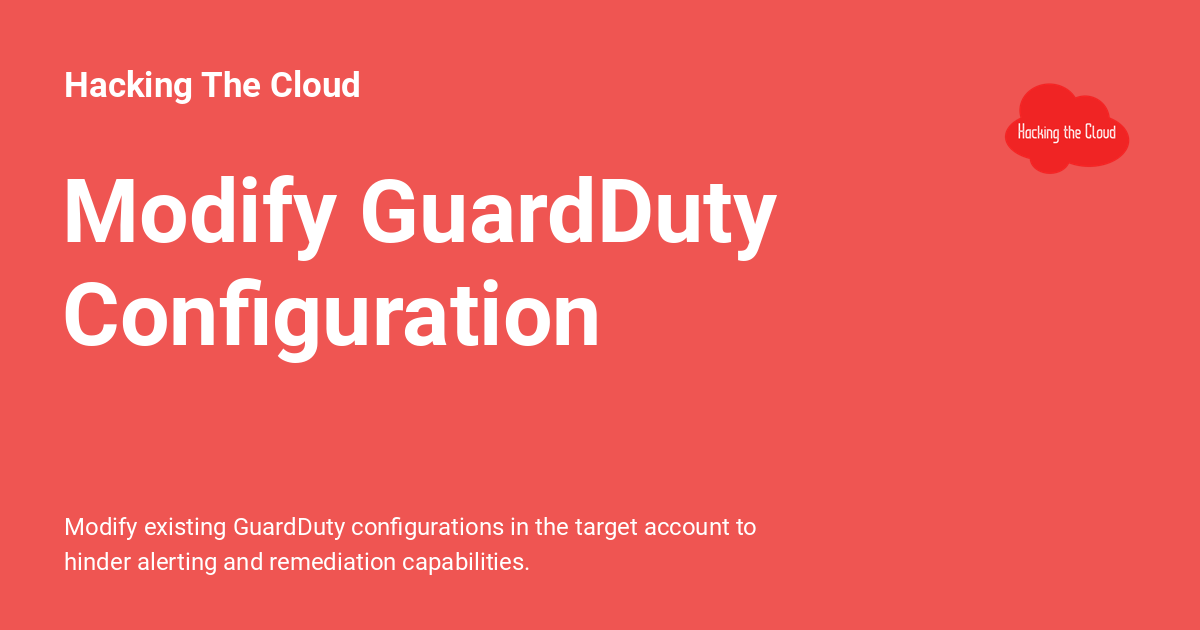 Hacking The Cloud
Hacking the Cloud
Modify GuardDuty
Configuration
Modify existing GuardDuty configurations in the target account to
hinder alerting and remediation capabilities.